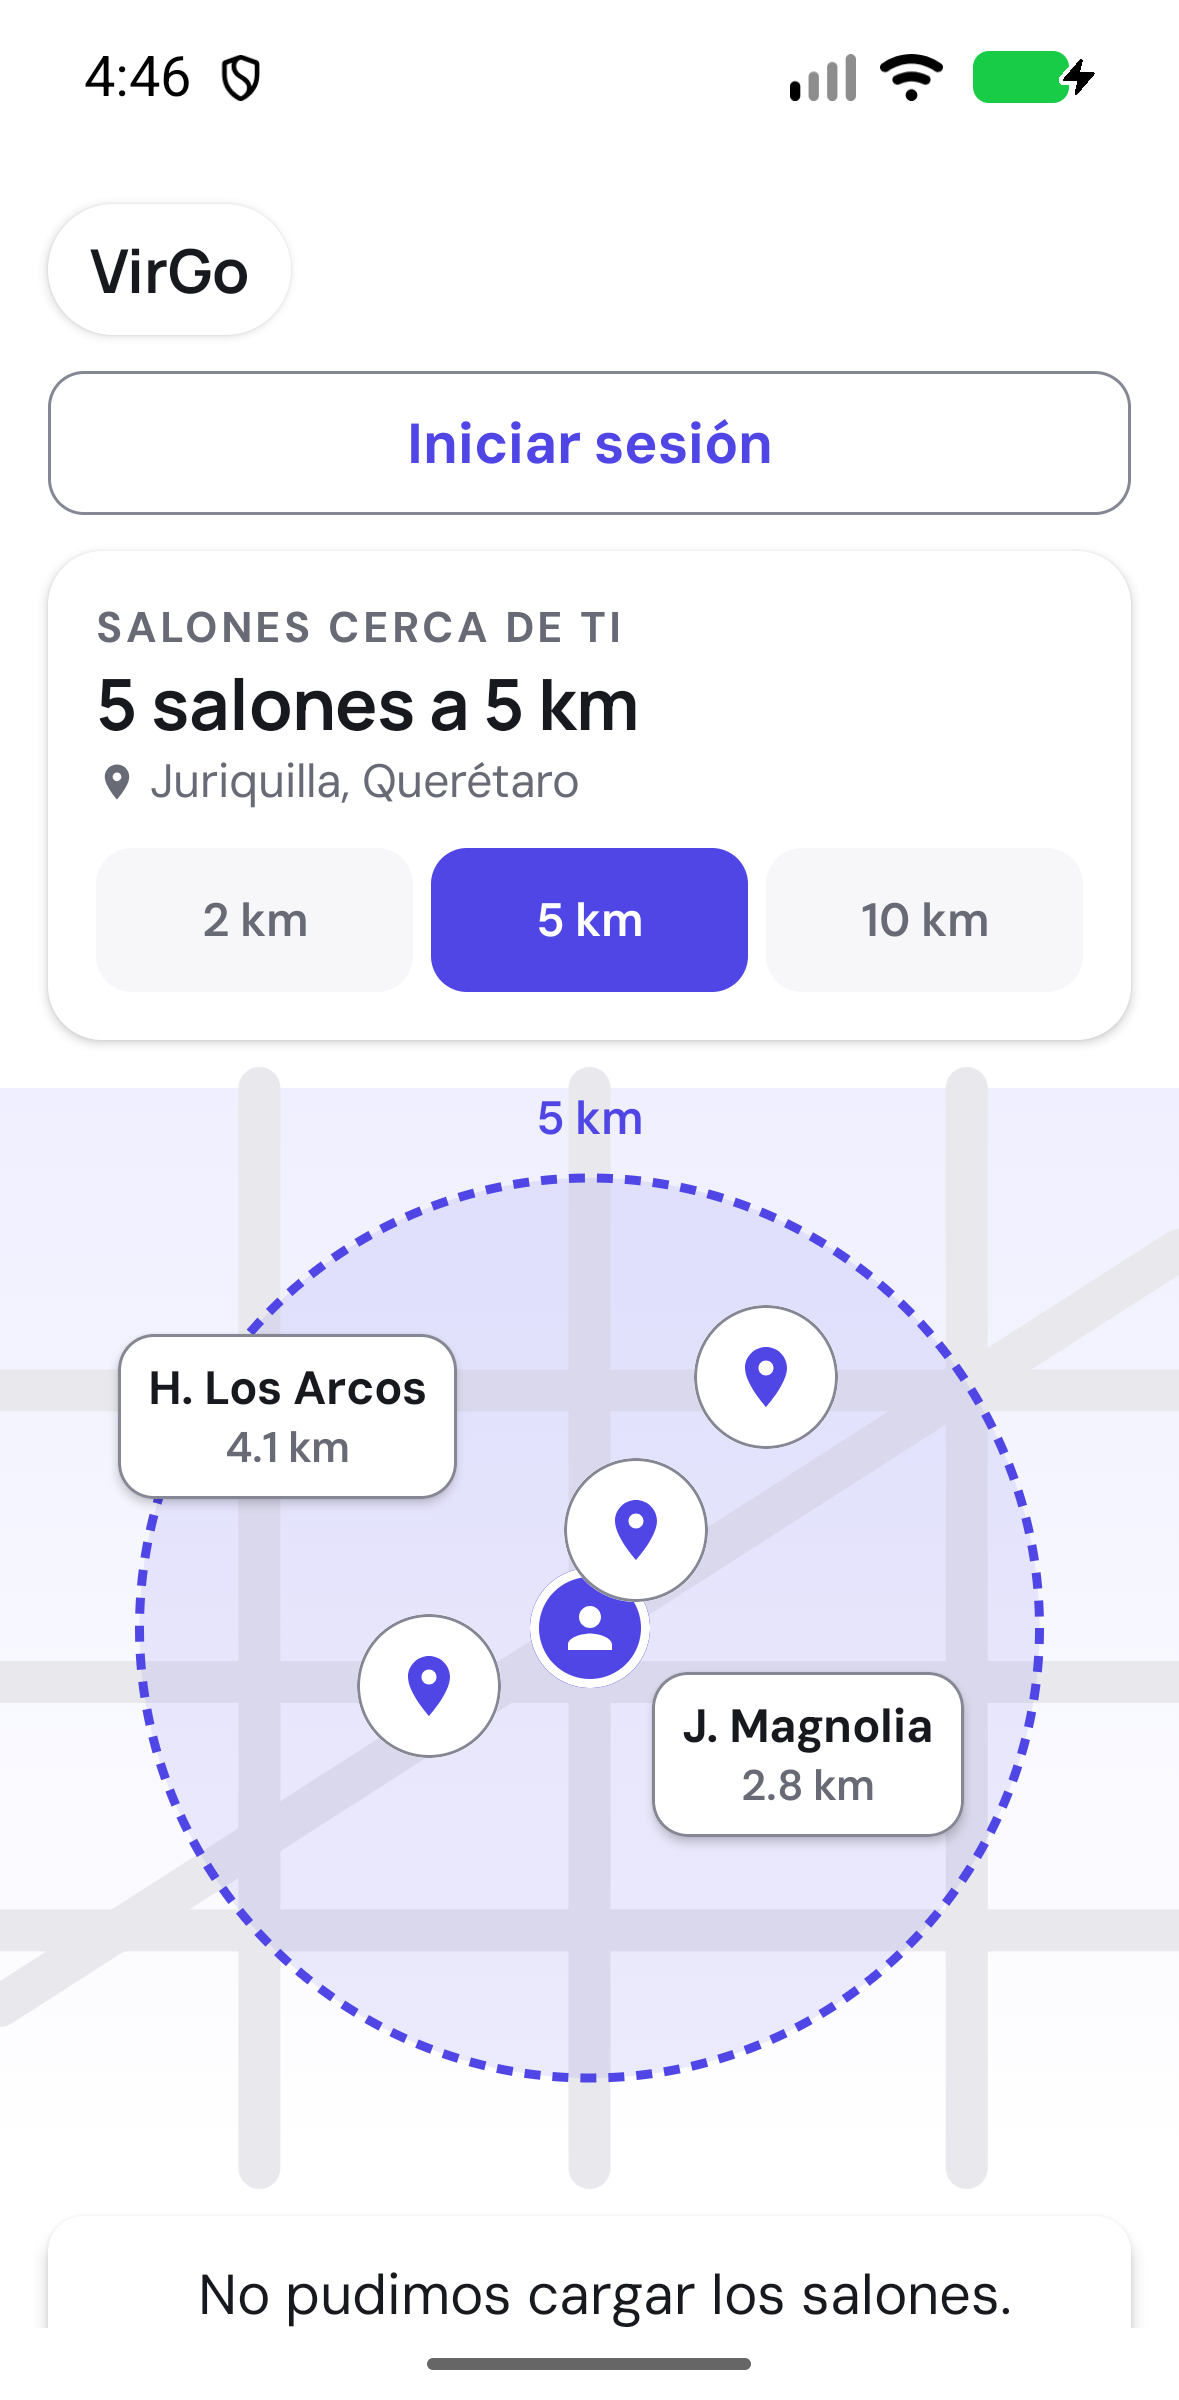 4:46
VirGo
Iniciar sesión
SALONES CERCA DE TI
5 salones a 5 km
Juriquilla, Querétaro
2 km
5 km
10 km
5 km
H. Los Arcos
4.1 km
J. Magnolia
2.8 km
No pudimos cargar los salones.